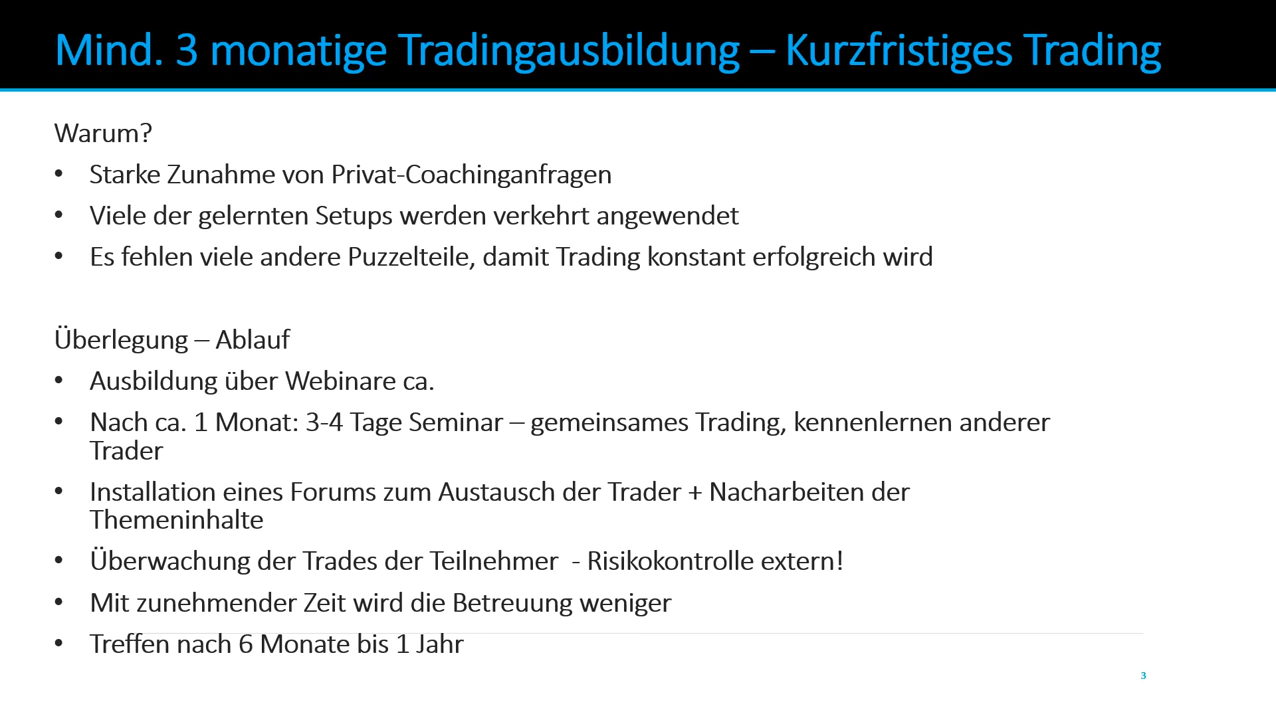 Mind. 3 monatige Tradingausbildung – Kurzfristiges Trading
Warum?
• Starke Zunahme von Privat-Coachinganfragen
• Viele der gelernten Setups werden verkehrt angewendet
• Es fehlen viele andere Puzzelteile, damit Trading konstant erfolgreich wird
Überlegung – Ablauf
• Ausbildung über Webinare ca.
• Nach ca. 1 Monat: 3-4 Tage Seminar – gemeinsames Trading, kennenlernen anderer
Trader
• Installation eines Forums zum Austausch der Trader + Nacharbeiten der
Themeninhalte
• Überwachung der Trades der Teilnehmer  - Risikokontrolle extern!
• Mit zunehmender Zeit wird die Betreuung weniger
• Treffen nach 6 Monate bis 1 Jahr
3